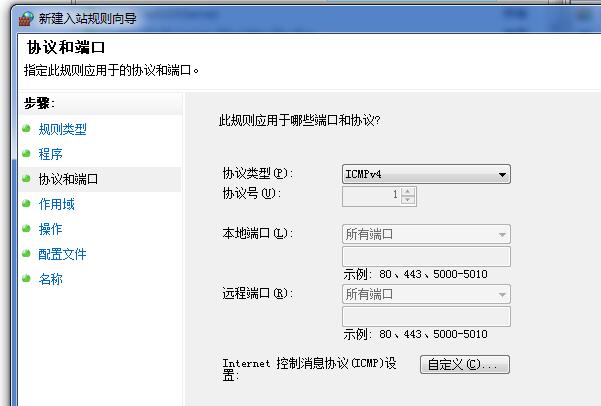 新建入站规则向导
协议和端口
指定此规则应用于的协议和端口。
步骤:
规则类型
程序
协议和端口
作用域
操作
配置文件
名称
此规则应用于哪些端口和协议?
协议类型(P): ICMPv4
协议号(U): 1
本地端口(L): 所有端口
示例: 80、443、5000-5010
远程端口(R): 所有端口
示例: 80、443、5000-5010
Internet 控制消息协议(ICMP)设
置:
自定义(C)...